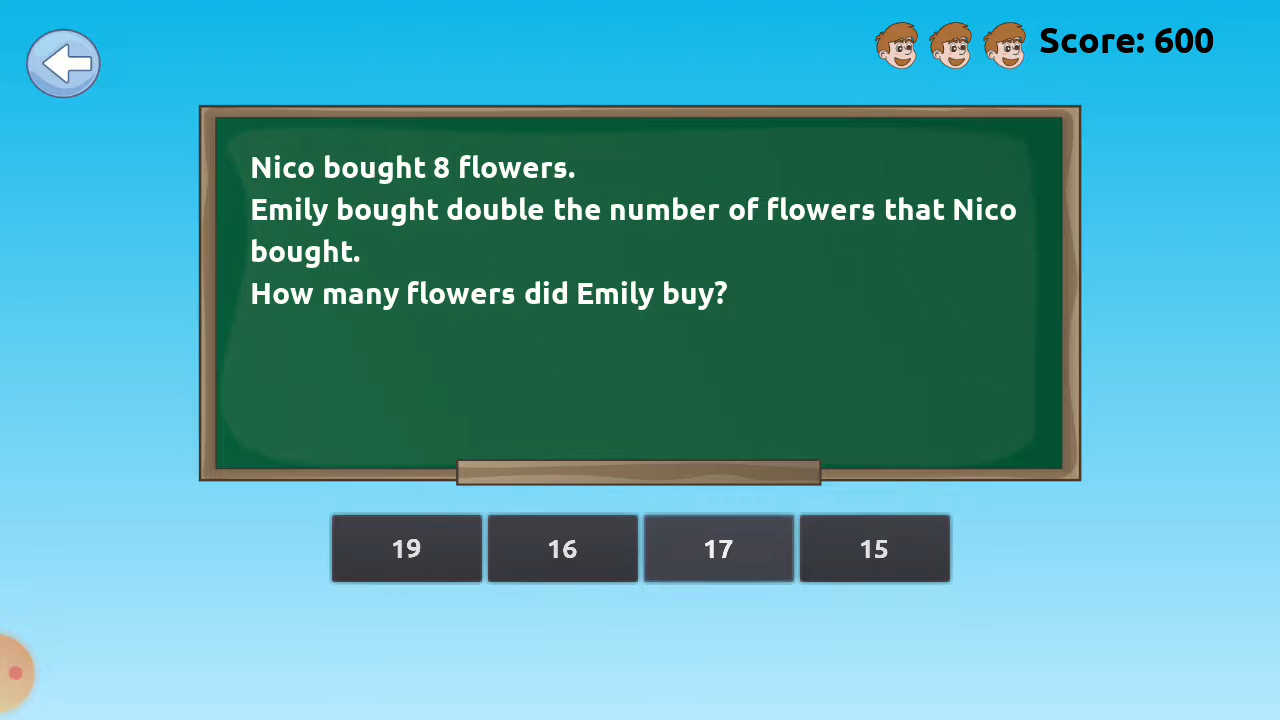 Score: 600
Nico bought 8 flowers.
Emily bought double the number of flowers that Nico
bought.
How many flowers did Emily buy?
19 16 17 15